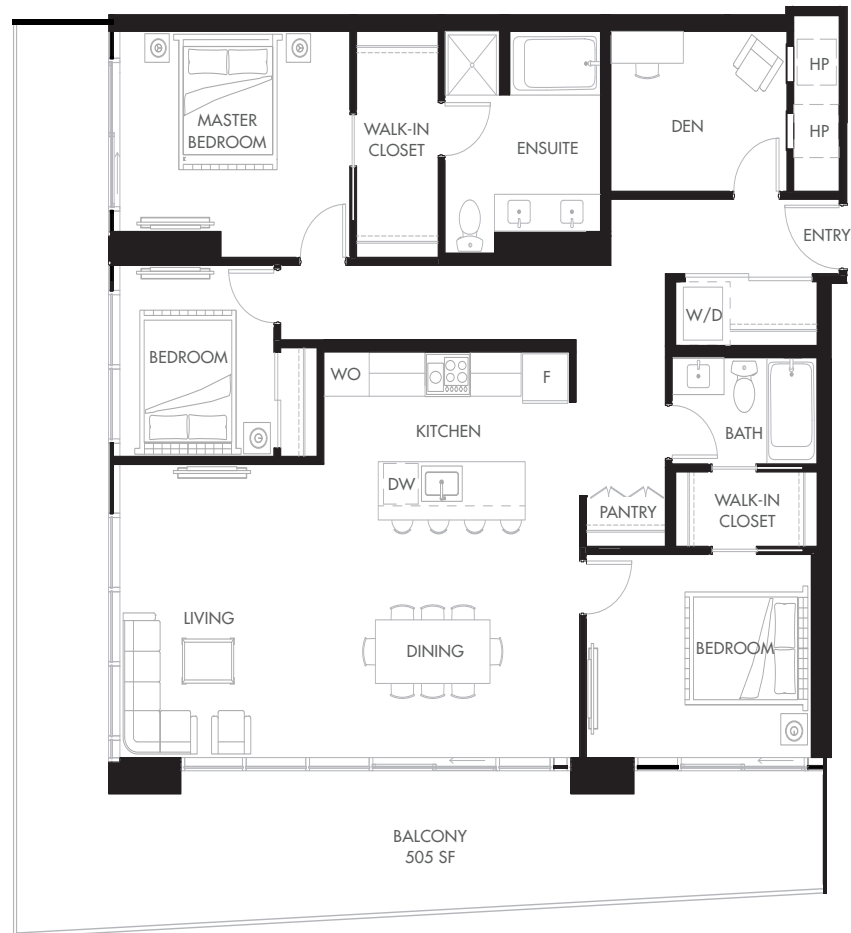 HP
MASTER
BEDROOM
WALK-IN
CLOSET
ENSUITE
DEN
HP
ENTRY
W/D
BEDROOM
WO
F
KITCHEN
BATH
DW
PANTRY
WALK-IN
CLOSET
LIVING
DINING
BEDROOM
BALCONY
505 SF